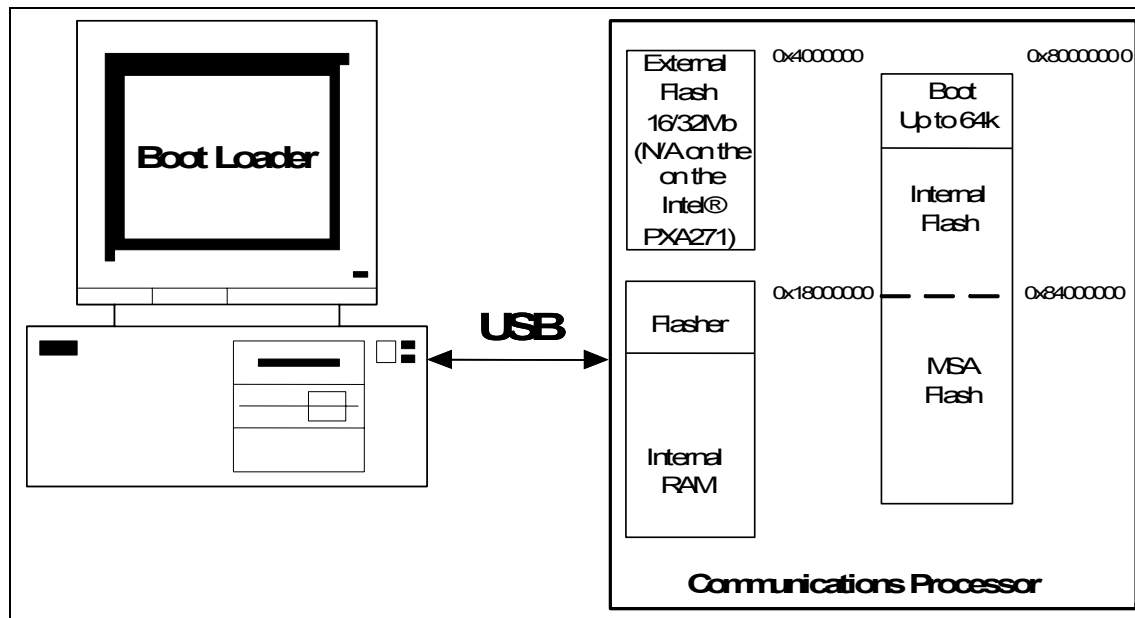 Boot Loader
USB
External
Flash
16/32Mb
(N/A on the
on the
Intel®
PXA271)
0x4000000
Flasher
Internal
RAM
0x18000000
0x80000000
Boot
Up to 64k
Internal
Flash
0x84000000
MSA
Flash
Communications Processor